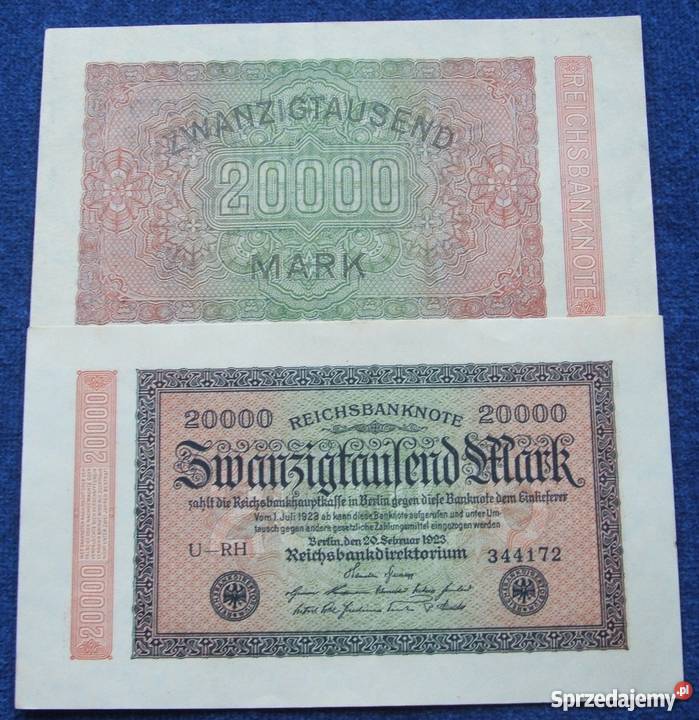 ZWANZIGTAUSEND
20000
MARK
REICHSBANKNOTE
20000 REICHSBANKNOTE 20000
Zwanzigtausend Mark
zahlt die Reichsbankhauptkasse in Berlin gegen diese Banknote dem Einlieferer
Vom 1. Juli 1923 ab kann diese Banknote aufgerufen und unter Um-
tausch gegen andere gesetzliche Zahlungsmittel eingezogen werden
Berlin, den 20. Februar 1923
Reichsbankdirektorium
U–RH
344172
20000
20000
Sprzedajemy.pl